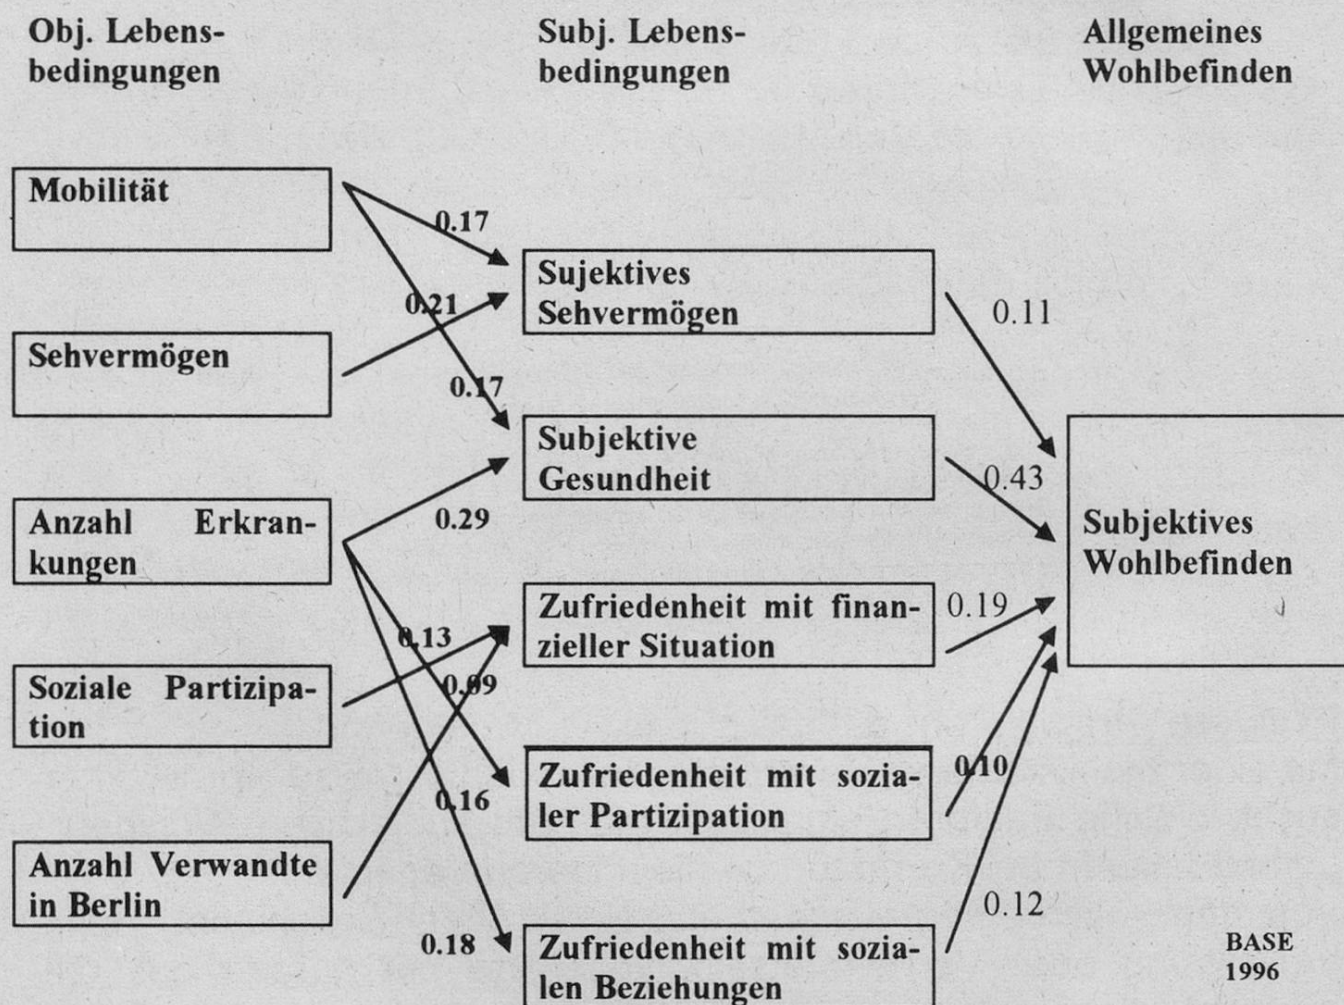 Obj. Lebens-
bedingungen
Subj. Lebens-
bedingungen
Allgemeines
Wohlbefinden
Mobilität
Sehvermögen
Anzahl Erkran-
kungen
Soziale Partizipa-
tion
Anzahl Verwandte
in Berlin
0.17
0.21
0.17
0.29
0.13
0.09
0.16
0.18
Sujektives
Sehvermögen
Subjektive
Gesundheit
Zufriedenheit mit finan-
zieller Situation
Zufriedenheit mit sozia-
ler Partizipation
Zufriedenheit mit sozia-
len Beziehungen
0.11
0.43
0.19
0.10
0.12
Subjektives
Wohlbefinden
BASE
1996